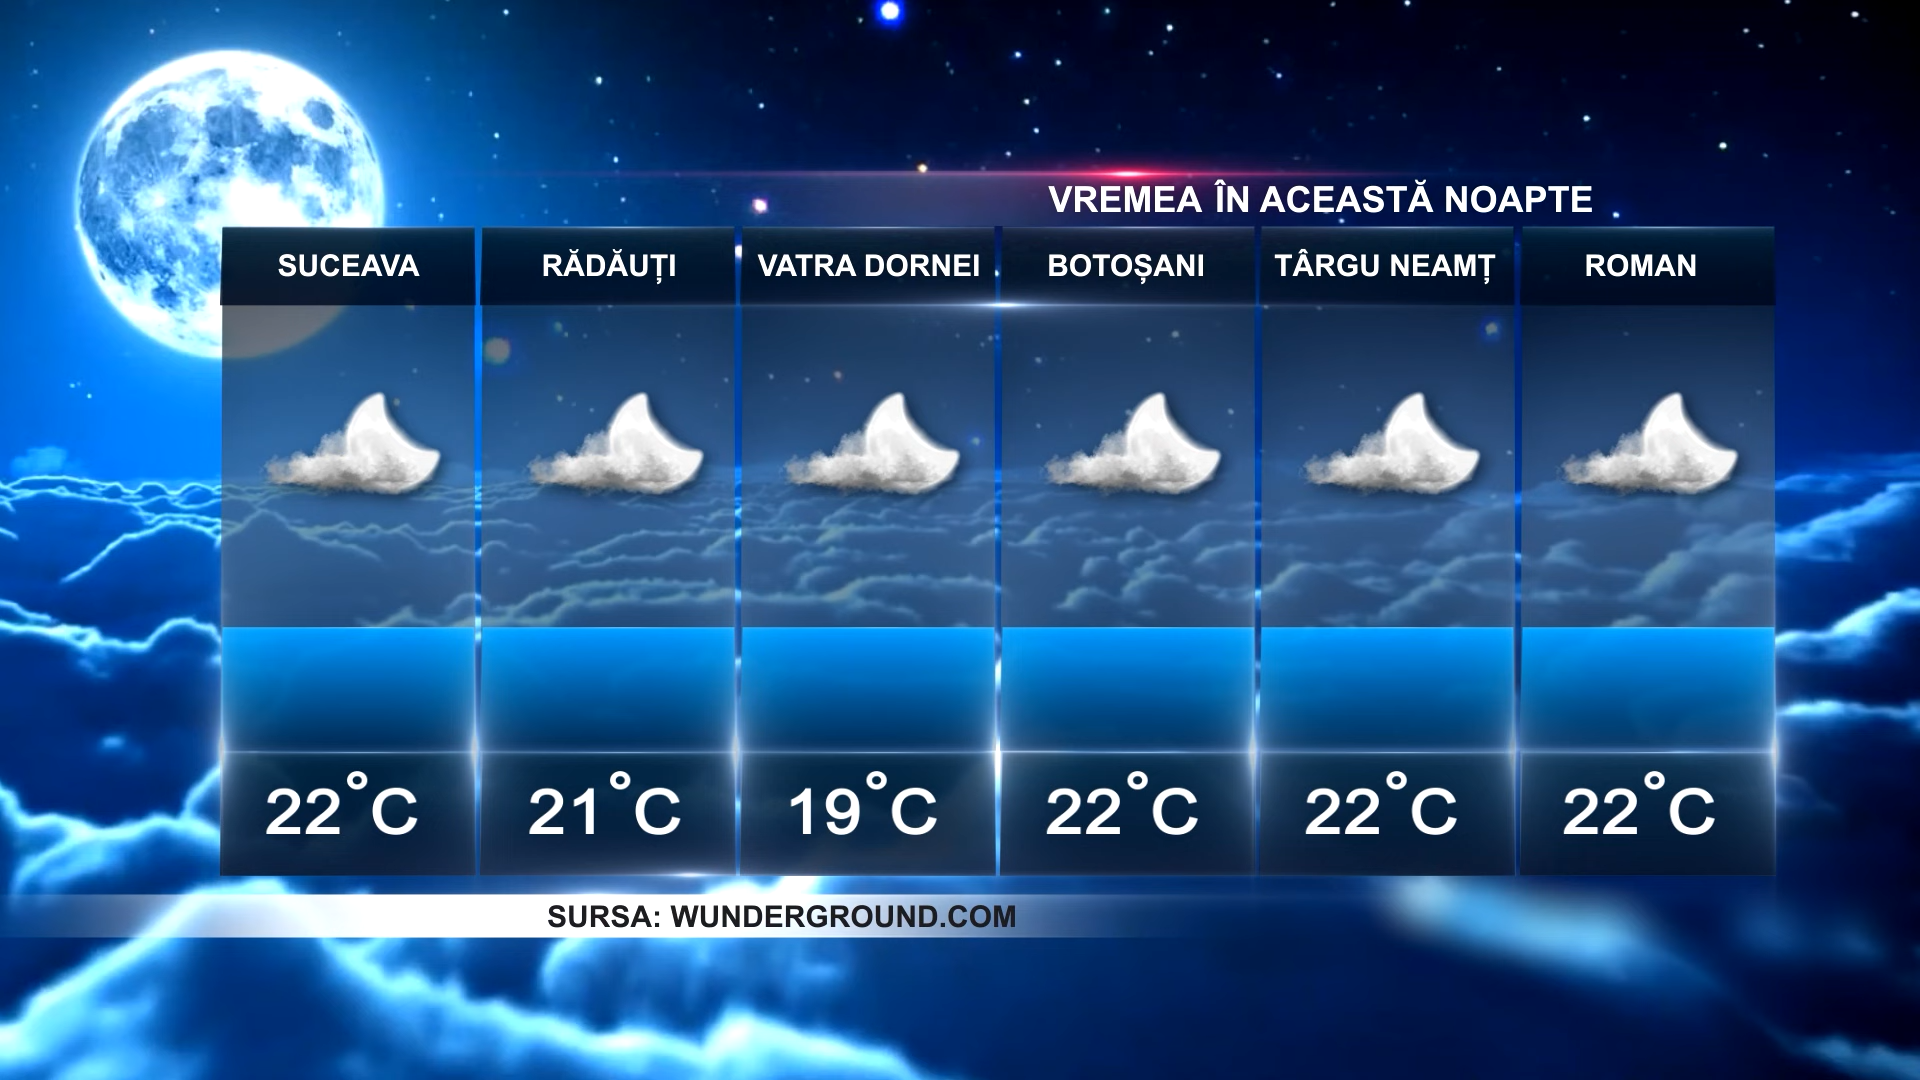 VREMEA ÎN ACEASTĂ NOAPTE
SUCEAVA RĂDĂUȚI VATRA DORNEI BOTOȘANI TÂRGU NEAMȚ ROMAN
22°C 21°C 19°C 22°C 22°C 22°C
SURSA: WUNDERGROUND.COM